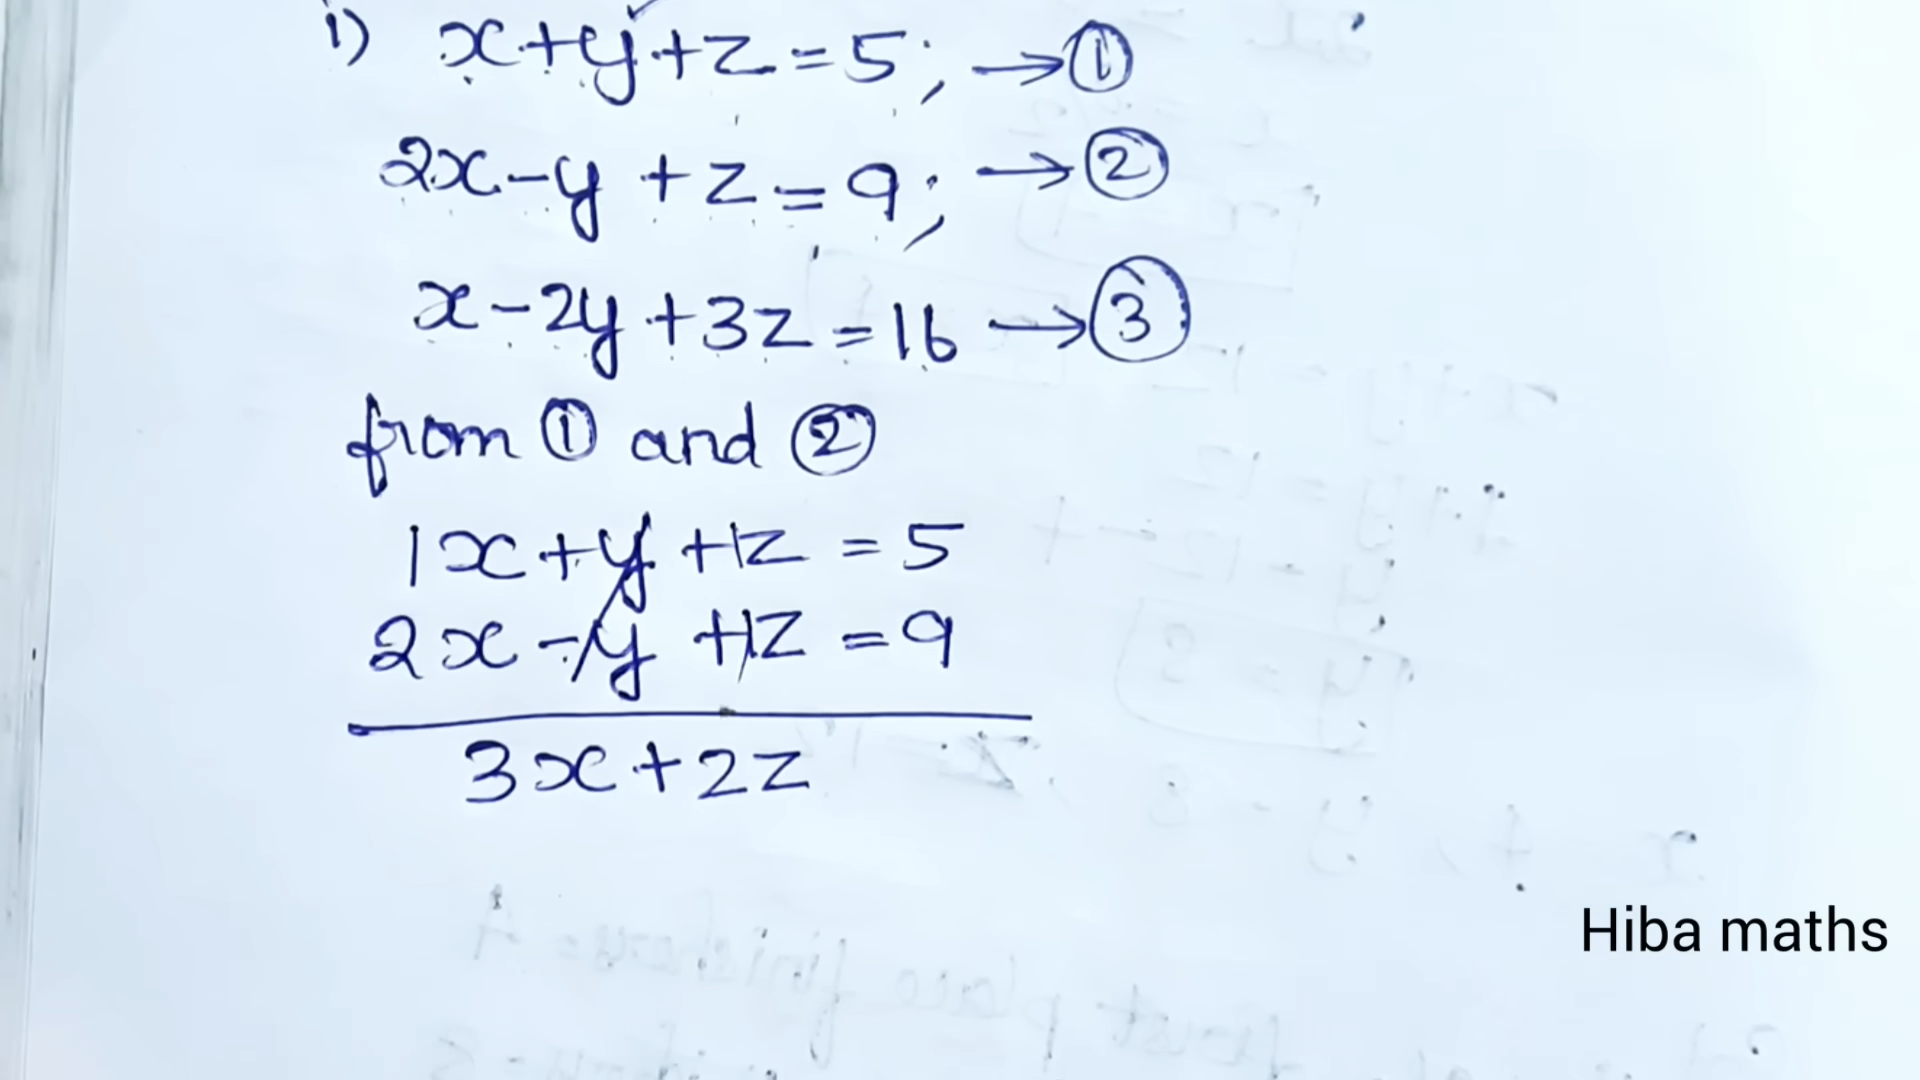 i) x+y+z=5; →①
2x-y+z=9; →②
x-2y+3z=16 →③
from ① and ②
1x+y+1z=5
2x-y+1z=9
3x+2z
Hiba maths